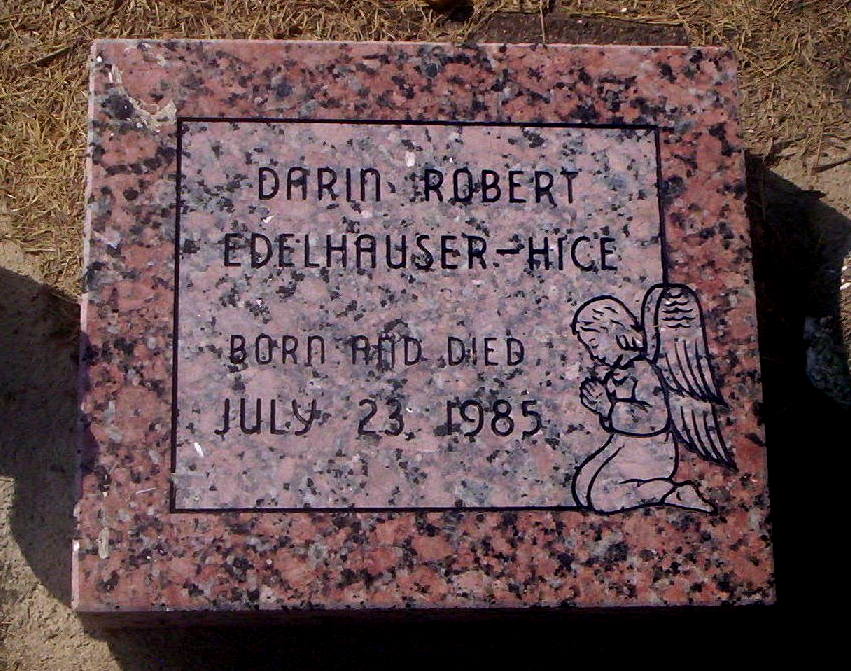 DARIN ROBERT
EDELHAUSER-HICE
BORN AND DIED
JULY 23, 1985